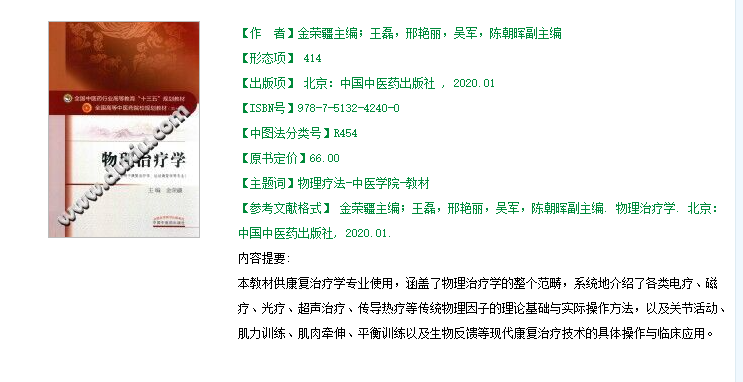 全国中医药行业高等教育“十三五”规划教材
全国高等中医药院校规划教材
物理治疗学
主编 金荣疆
www.duxiu.com
【作 者】金荣疆主编；王磊，邢艳丽，吴军，陈朝晖副主编
【形态项】 414
【出版项】 北京：中国中医药出版社 , 2020.01
【ISBN号】978-7-5132-4240-0
【中图法分类号】R454
【原书定价】66.00
【主题词】物理疗法-中医学院-教材
【参考文献格式】 金荣疆主编；王磊，邢艳丽，吴军，陈朝晖副主编. 物理治疗学. 北京：
中国中医药出版社, 2020.01.
内容提要:
本教材供康复治疗学专业使用，涵盖了物理治疗学的整个范畴，系统地介绍了各类电疗、磁
疗、光疗、超声治疗、传导热疗等传统物理因子的理论基础与实际操作方法，以及关节活动、
肌力训练、肌肉牵伸、平衡训练以及生物反馈等现代康复治疗技术的具体操作与临床应用。